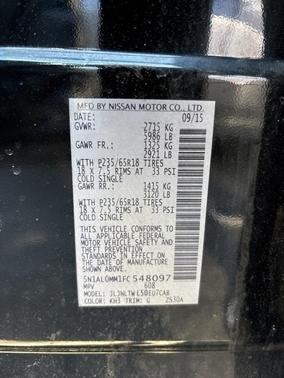 MFD BY NISSAN MOTOR CO., LTD.
DATE: 09/15
GVWR: 2715 KG
5986 LB
GAWR FR.: 1325 KG
2921 LB
WITH P235/65R18 TIRES
18 X 7.5 RIMS AT 33 PSI
COLD SINGLE
GAWR RR.: 1415 KG
3120 LB
WITH P235/65R18 TIRES
18 X 7.5 RIMS AT 33 PSI
COLD SINGLE
THIS VEHICLE CONFORMS TO ALL
APPLICABLE FEDERAL MOTOR
VEHICLE SAFETY AND
THEFT PREVENTION
STANDARDS IN EFFECT ON THE
DATE OF MANUFACTURE
SHOWN ABOVE.
5N1AL0MM1FC548097
MPV 608
MODEL:
COLOR: KH3 TRIM: G 2S30A